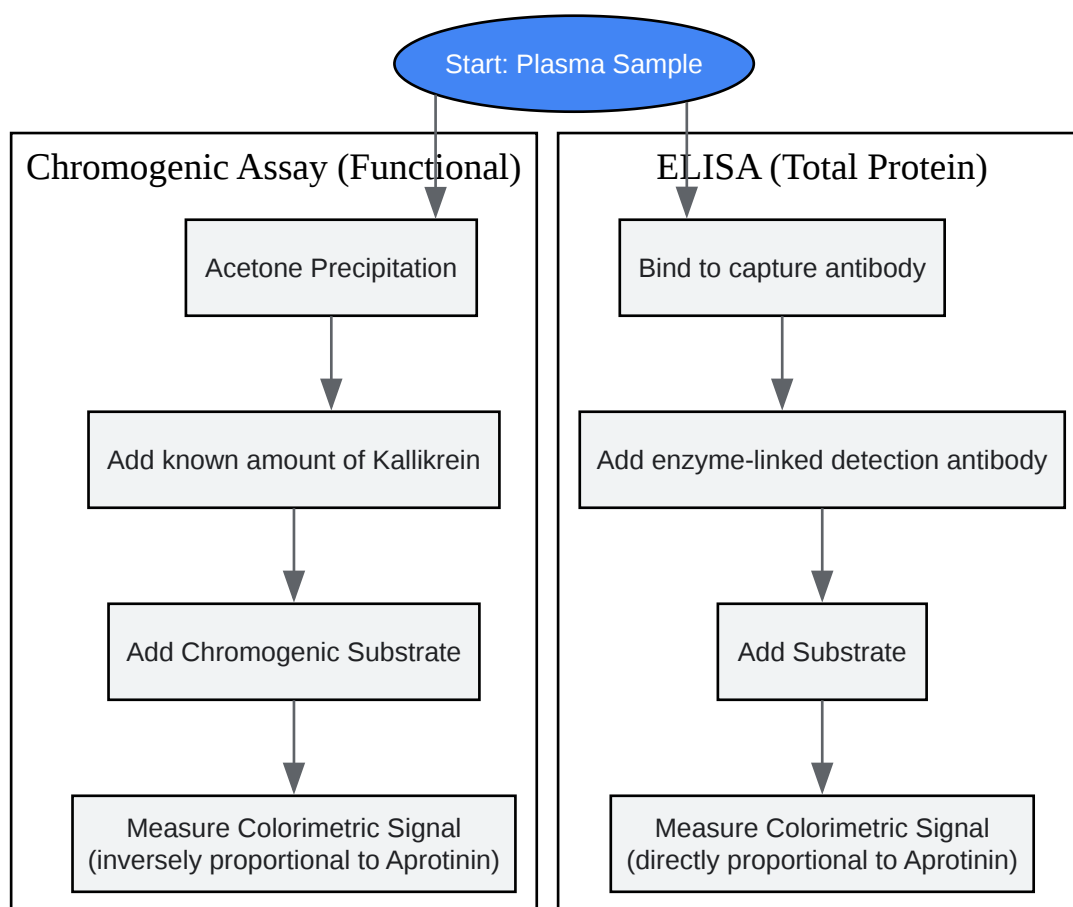 Start: Plasma Sample
Chromogenic Assay (Functional)
Acetone Precipitation
Add known amount of Kallikrein
Add Chromogenic Substrate
Measure Colorimetric Signal
(inversely proportional to Aprotinin)
ELISA (Total Protein)
Bind to capture antibody
Add enzyme-linked detection antibody
Add Substrate
Measure Colorimetric Signal
(directly proportional to Aprotinin)